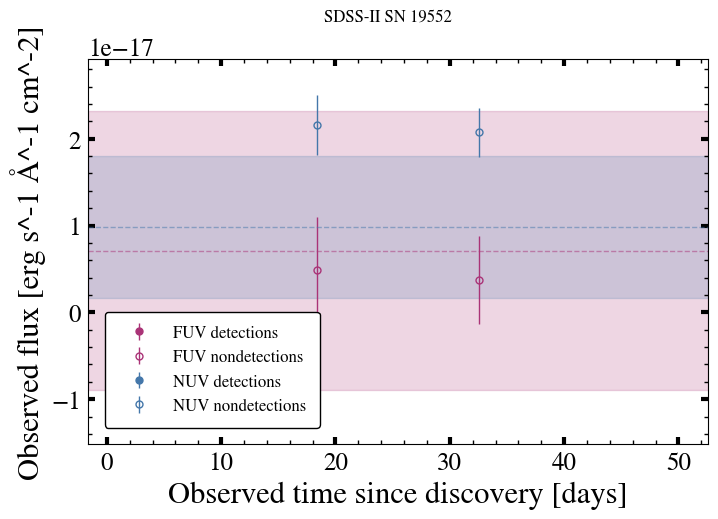 SDSS-II SN 19552
1e−17
Observed flux [erg s^-1 Å^-1 cm^-2]
2
1
0
−1
FUV detections
FUV nondetections
NUV detections
NUV nondetections
0 10 20 30 40 50
Observed time since discovery [days]